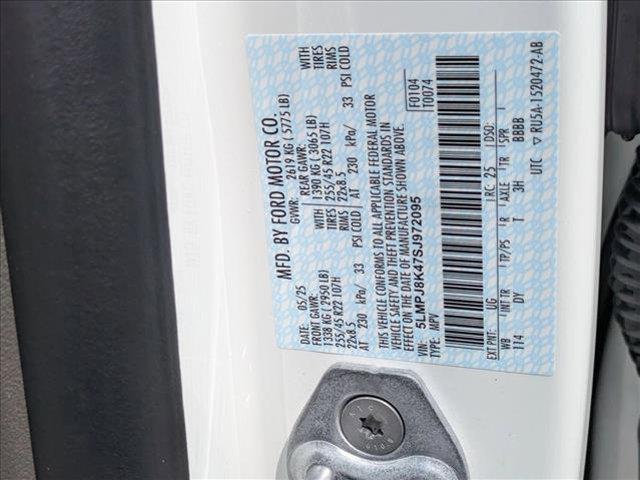 MFD. BY FORD MOTOR CO.
DATE: 05/25 GVWR: 2619 KG ( 5775 LB)
FRONT GAWR: REAR GAWR: WITH
1338 KG ( 2950 LB) 1390 KG ( 3065 LB) TIRES
255/45 R22 107H WITH 255/45 R22 107H RIMS
22x8.5 TIRES 22x8.5
AT 230 kPa/ 33 PSI COLD RIMS AT 230 kPa/ 33 PSI COLD
THIS VEHICLE CONFORMS TO ALL APPLICABLE FEDERAL MOTOR
VEHICLE SAFETY AND THEFT PREVENTION STANDARDS IN
EFFECT ON THE DATE OF MANUFACTURE SHOWN ABOVE.
VIN: 5LMPJ8K47SJ972095 F0104
TYPE: MPV T0074
EXT PNT: UG RC: 25 DSO:
WB INT TR TP/PS R AXLE TR SPR
114 DY T 3H BBBB
UTC ▽ RU5A-1520472-AB